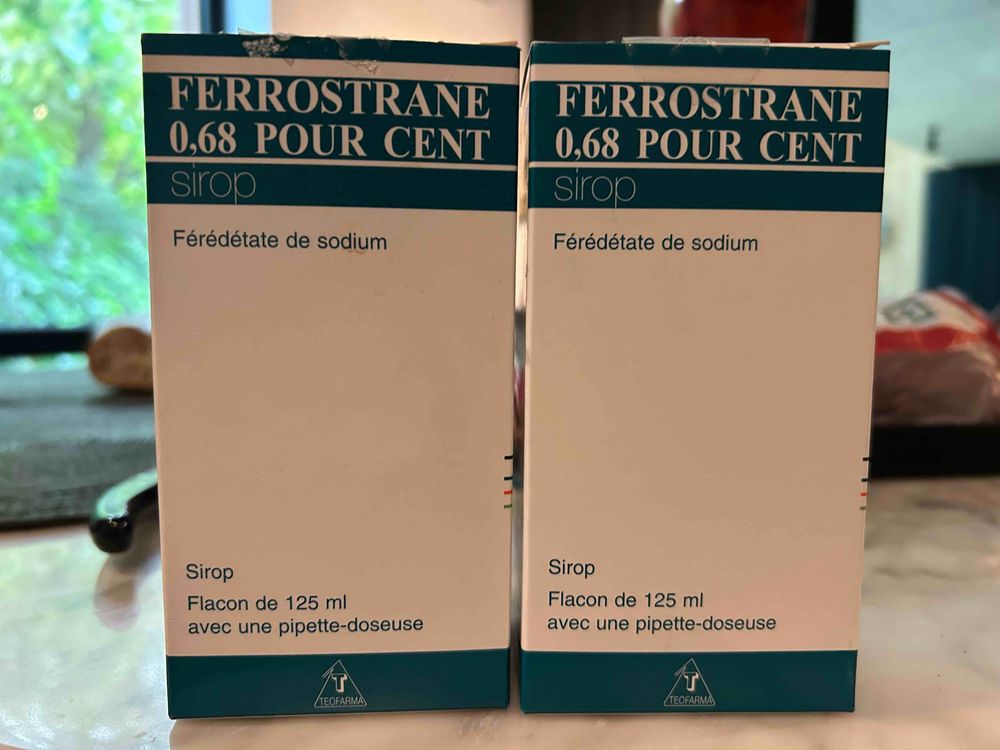 FERROSTRANE
0,68 POUR CENT
sirop
Férédétate de sodium
Sirop
Flacon de 125 ml
avec une pipette-doseuse
T
TEOFARMA
FERROSTRANE
0,68 POUR CENT
sirop
Férédétate de sodium
Sirop
Flacon de 125 ml
avec une pipette-doseuse
T
TEOFARMA